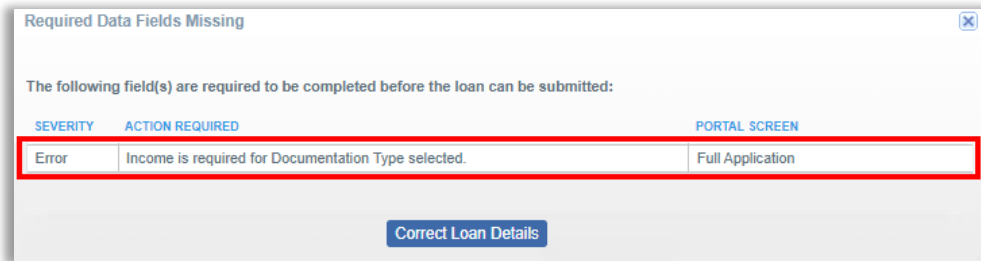 Required Data Fields Missing
The following field(s) are required to be completed before the loan can be submitted:
SEVERITY ACTION REQUIRED PORTAL SCREEN
Error Income is required for Documentation Type selected. Full Application
Correct Loan Details